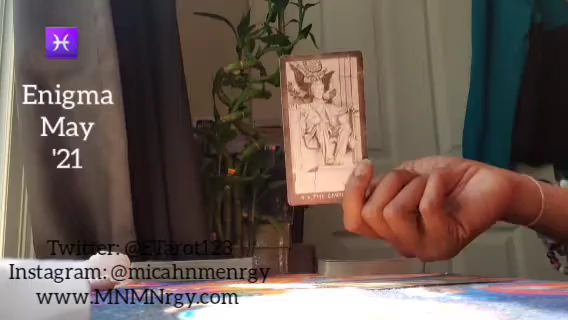 ♓
Enigma
May
'21
Twitter: @ETarot123
Instagram: @micahnmenrgy
www.MNMNrgy.com